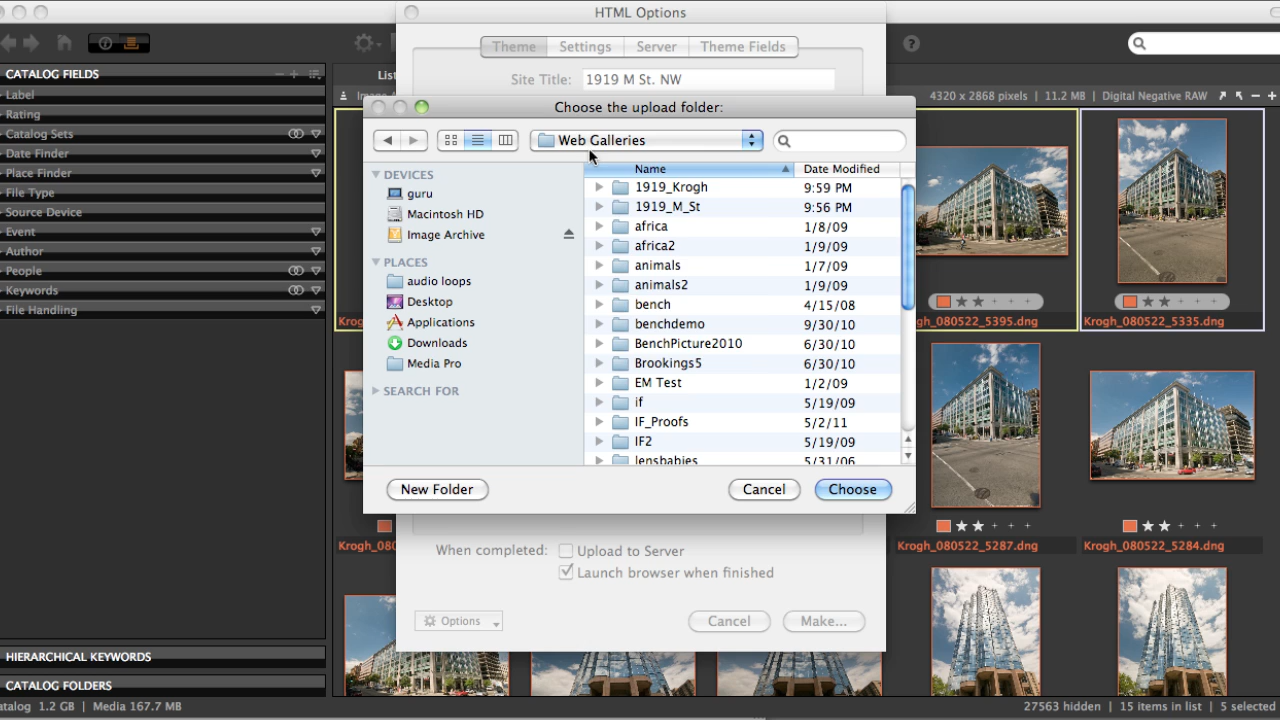 HTML Options
Theme
Settings
Server
Theme Fields
Site Title:
1919 M St. NW
CATALOG FIELDS
Label
Rating
Catalog Sets
Date Finder
Place Finder
File Type
Source Device
Event
Author
People
Keywords
File Handling
HIERARCHICAL KEYWORDS
CATALOG FOLDERS
4320 x 2868 pixels | 11.2 MB | Digital Negative RAW
Choose the upload folder:
Web Galleries
DEVICES
guru
Macintosh HD
Image Archive
PLACES
audio loops
Desktop
Applications
Downloads
Media Pro
SEARCH FOR
Name Date Modified
1919_Krogh 9:59 PM
1919_M_St 9:56 PM
africa 1/8/09
africa2 1/9/09
animals 1/7/09
animals2 1/9/09
bench 4/15/08
benchdemo 9/30/10
BenchPicture2010 6/30/10
Brookings5 6/30/10
EM Test 1/2/09
if 5/19/09
IF_Proofs 5/2/11
IF2 5/19/09
lensbabies 5/31/06
New Folder
Cancel
Choose
When completed:
Upload to Server
Launch browser when finished
Options
Cancel
Make...
gh_080522_5395.dng
Krogh_080522_5335.dng
Krogh_080522_5287.dng
Krogh_080522_5284.dng
atalog 1.2 GB | Media 167.7 MB
27563 hidden | 15 items in list | 5 selected